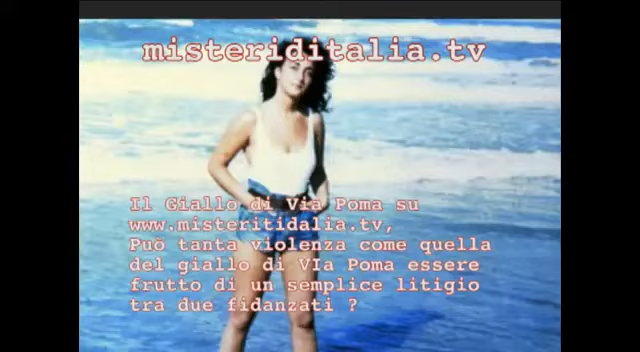 misteriditalia.tv
Il Giallo di Via Poma su
www.misteritidalia.tv,
Può tanta violenza come quella
del giallo di VIa Poma essere
frutto di un semplice litigio
tra due fidanzati ?